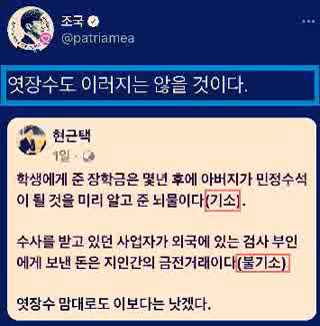 조국
@patriamea
엿장수도 이러지는 않을 것이다.
현근택
1일 ·
학생에게 준 장학금은 몇년 후에 아버지가 민정수석
이 될 것을 미리 알고 준 뇌물이다(기소).
수사를 받고 있던 사업자가 외국에 있는 검사 부인
에게 보낸 돈은 지인간의 금전거래이다(불기소)
엿장수 맘대로도 이보다는 낫겠다.